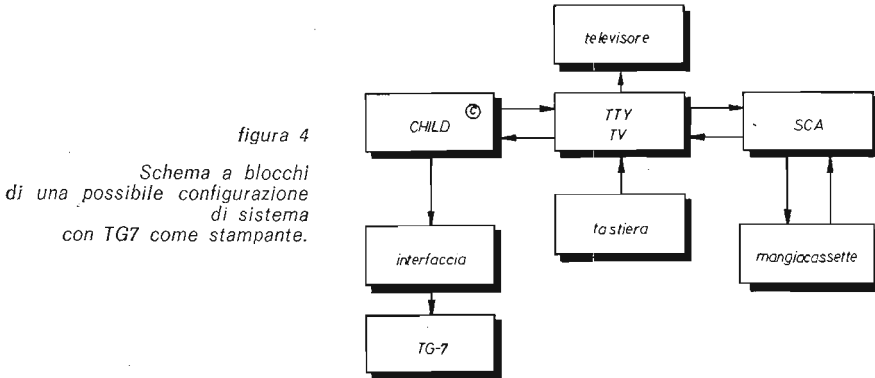 figura 4
Schema a blocchi
di una possibile configurazione
di sistema
con TG7 come stampante.
televisore
CHILD ©
TTY
TV
SCA
interfaccia
tastiera
mangiacassette
TG-7